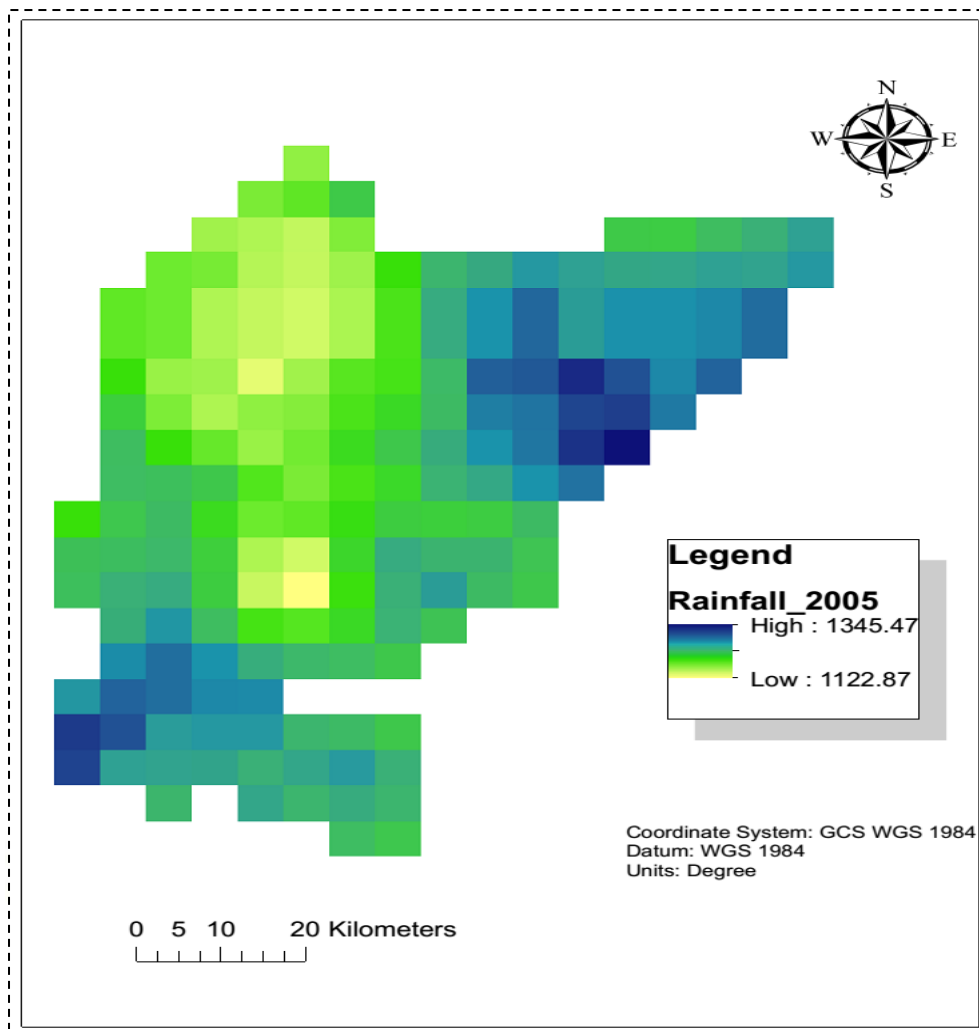 N
W E
S
Legend
Rainfall_2005
High : 1345.47
Low : 1122.87
Coordinate System: GCS WGS 1984
Datum: WGS 1984
Units: Degree
0 5 10 20 Kilometers